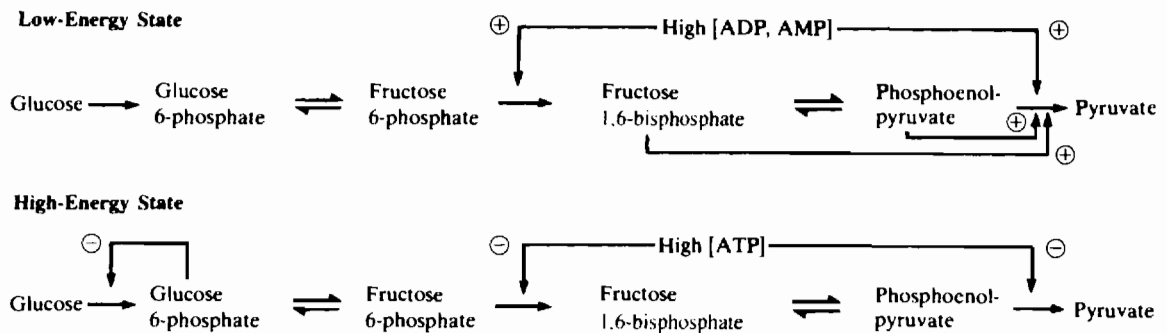 Low-Energy State
⊕ High [ADP, AMP] ⊕
Glucose
Glucose
6-phosphate
Fructose
6-phosphate
Fructose
1,6-bisphosphate
Phosphoenol-
pyruvate
Pyruvate
⊕
⊕
High-Energy State
⊖ ⊖ High [ATP] ⊖
Glucose
Glucose
6-phosphate
Fructose
6-phosphate
Fructose
1,6-bisphosphate
Phosphoenol-
pyruvate
Pyruvate